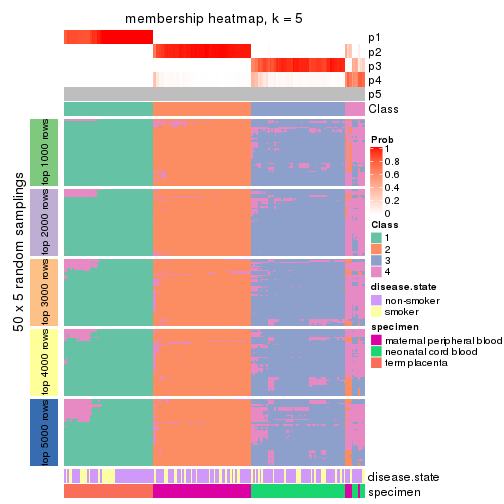 membership heatmap, k = 5
p1
p2
p3
p4
p5
Class
50 x 5 random samplings
top 1000 rows
top 2000 rows
top 3000 rows
top 4000 rows
top 5000 rows
Prob
1
0.8
0.6
0.4
0.2
0
Class
1
2
3
4
disease.state
non-smoker
smoker
specimen
maternal peripheral blood
neonatal cord blood
term placenta
disease.state
specimen